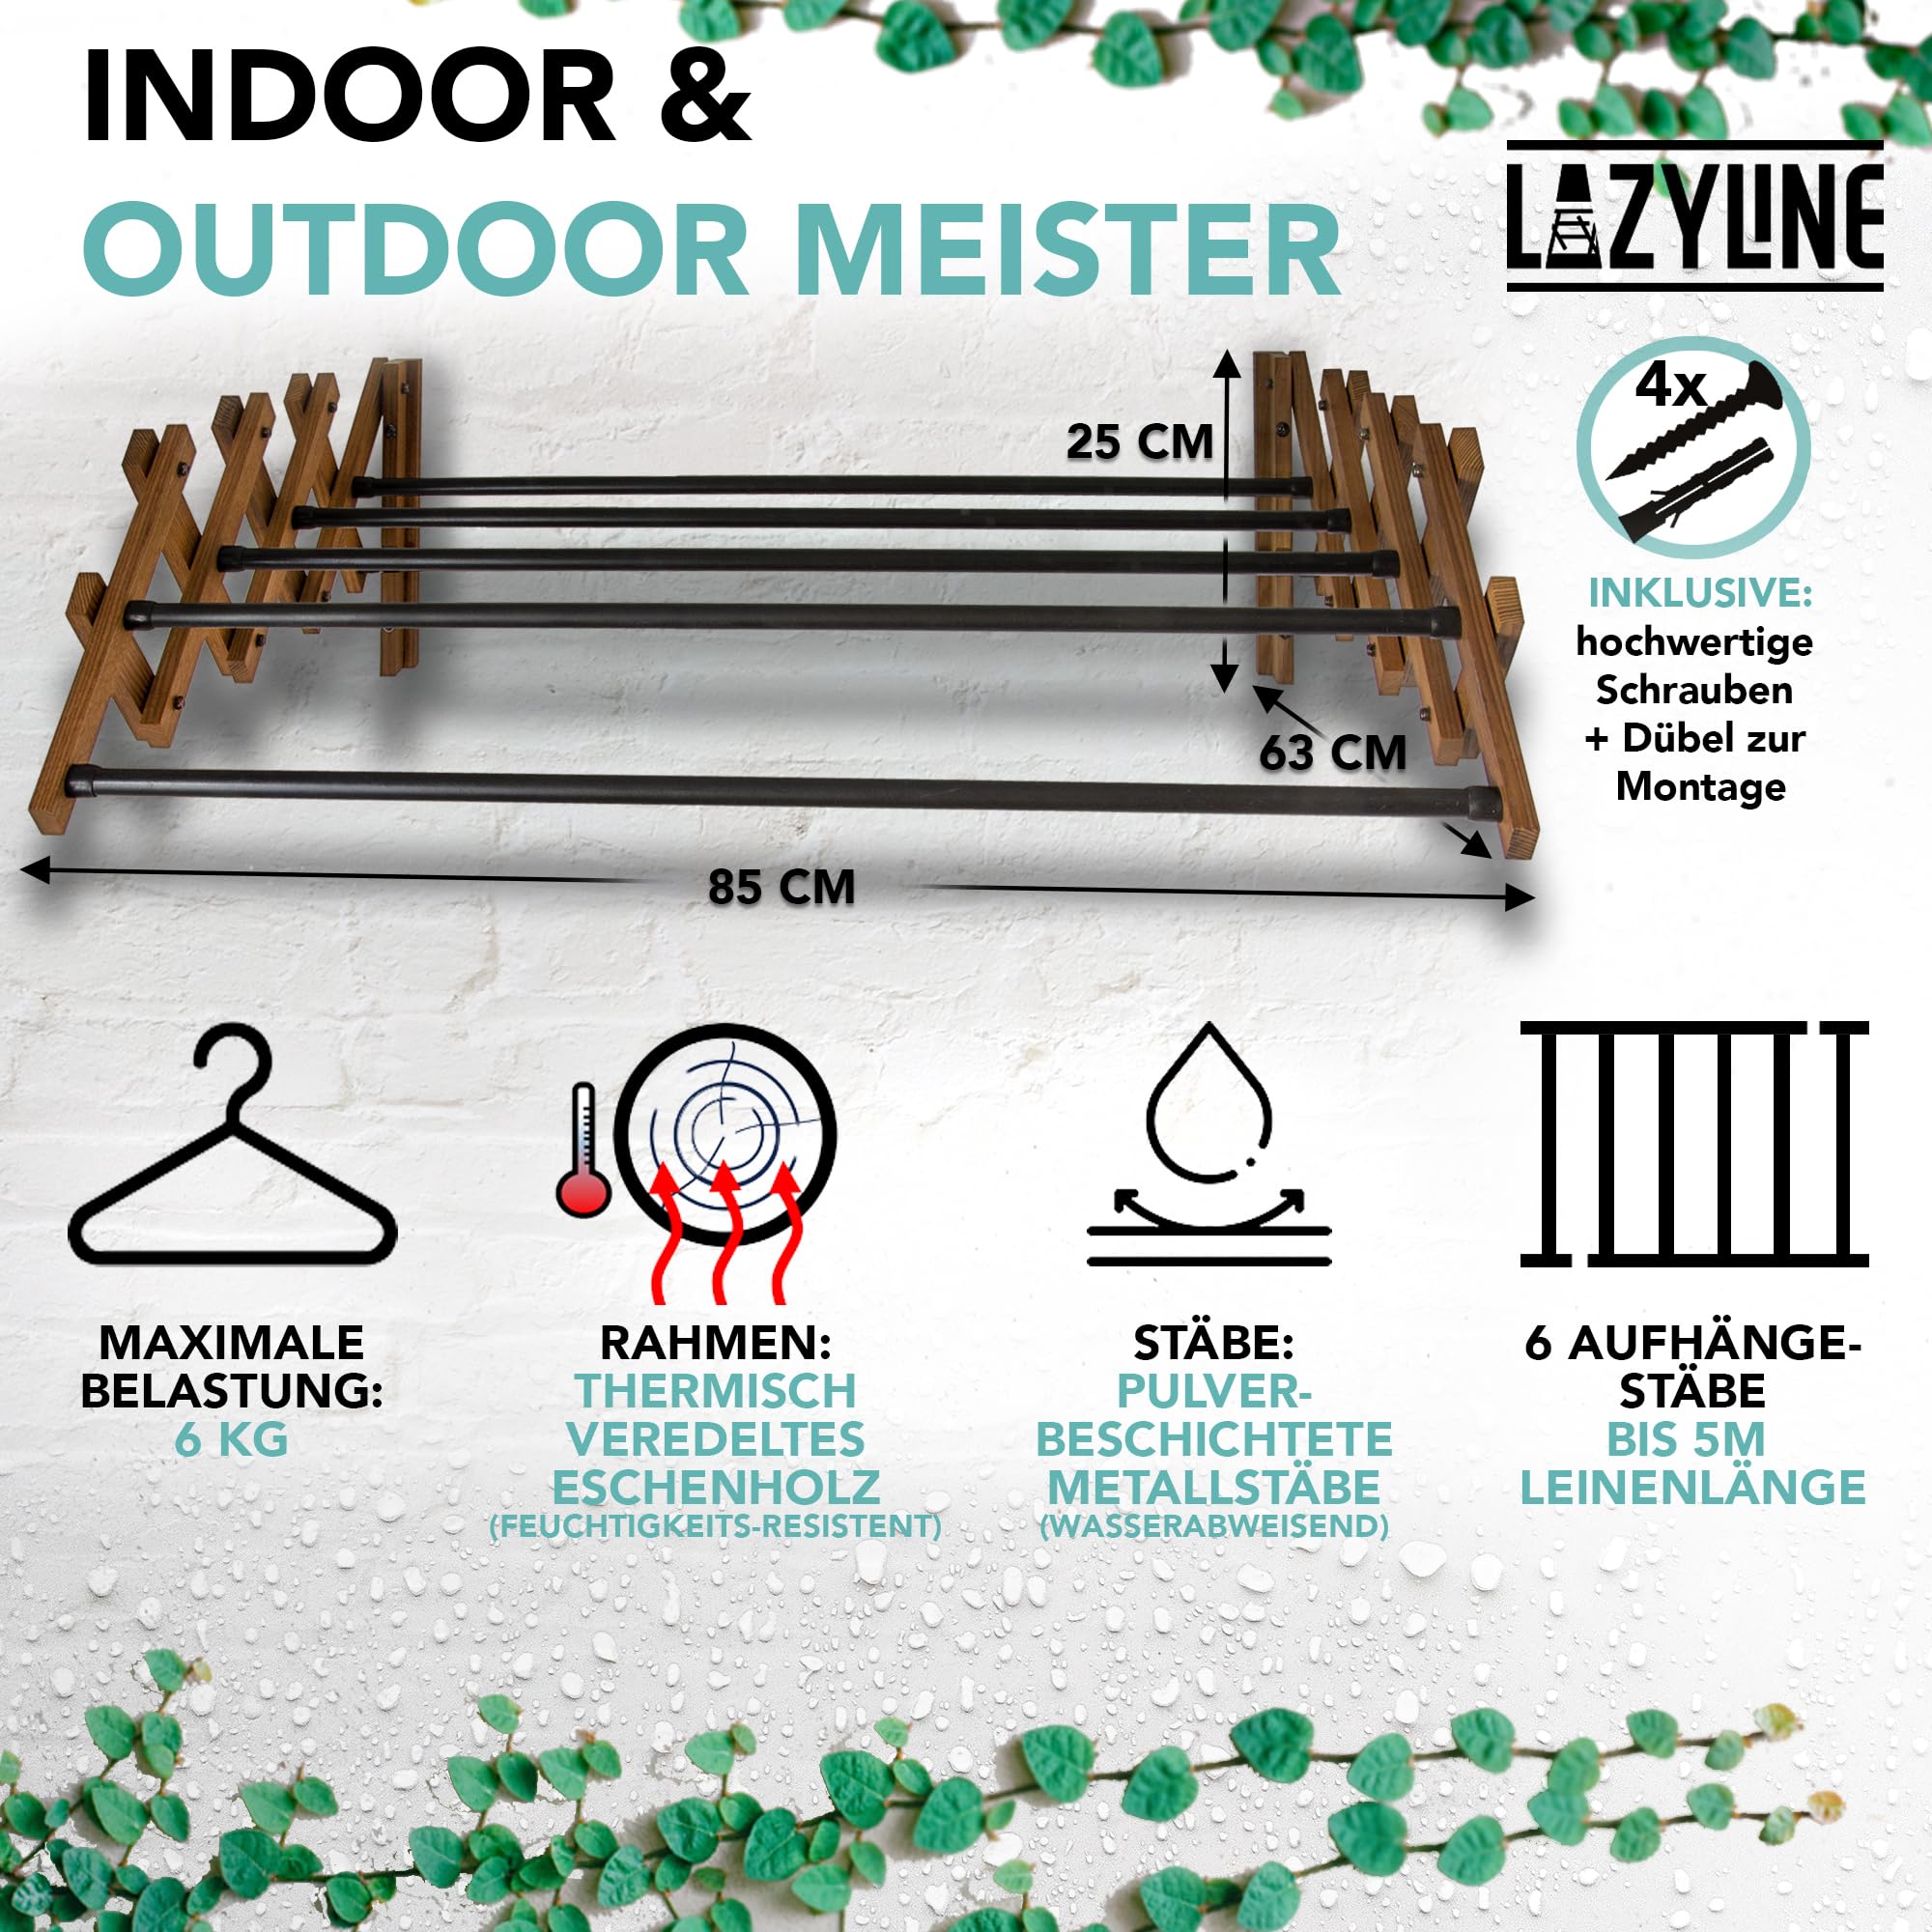 INDOOR &
OUTDOOR MEISTER
LAZYLINE
4x
INKLUSIVE:
hochwertige
Schrauben
+ Dübel zur
Montage
25 CM
63 CM
85 CM
MAXIMALE
BELASTUNG:
6 KG
RAHMEN:
THERMISCH
VEREDELTES
ESCHENHOLZ
(FEUCHTIGKEITS-RESISTENT)
STÄBE:
PULVER-
BESCHICHTETE
METALLSTÄBE
(WASSERABWEISEND)
6 AUFHÄNGE-
STÄBE
BIS 5M
LEINENLÄNGE